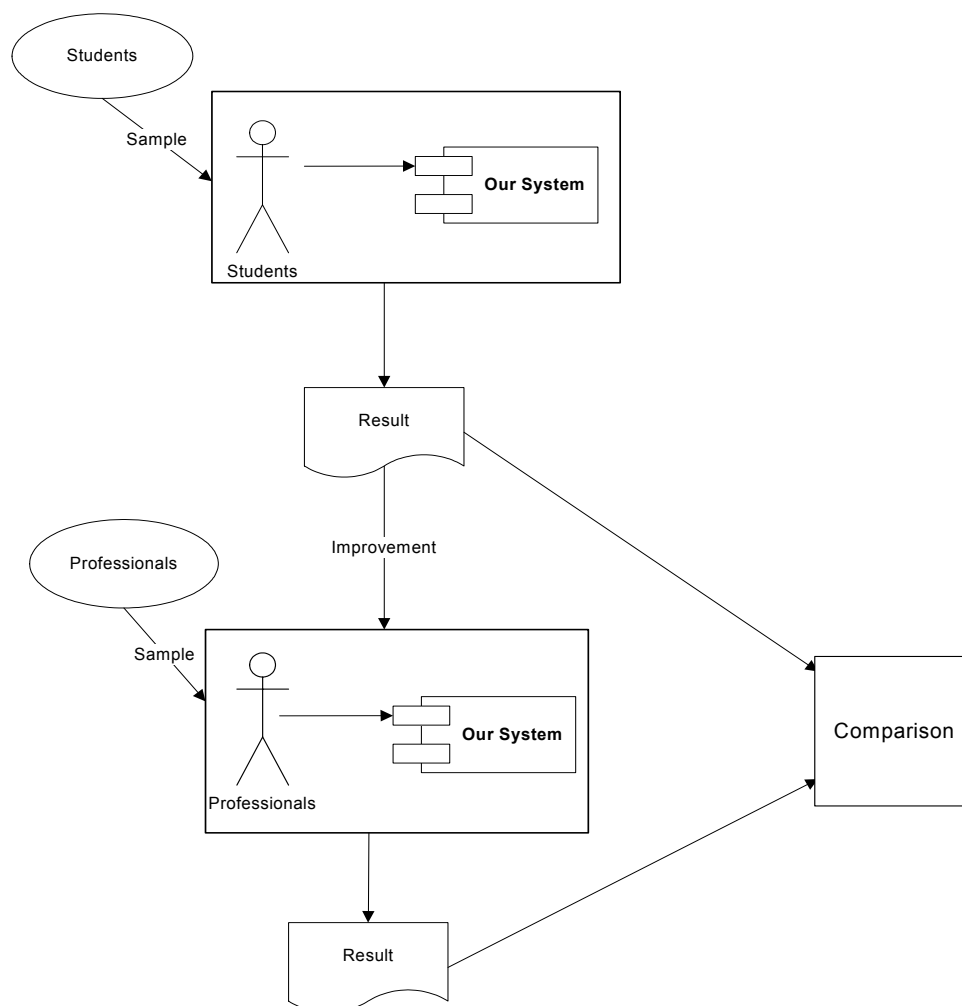 Students
Sample
Our System
Students
Result
Improvement
Professionals
Sample
Our System
Comparison
Professionals
Result